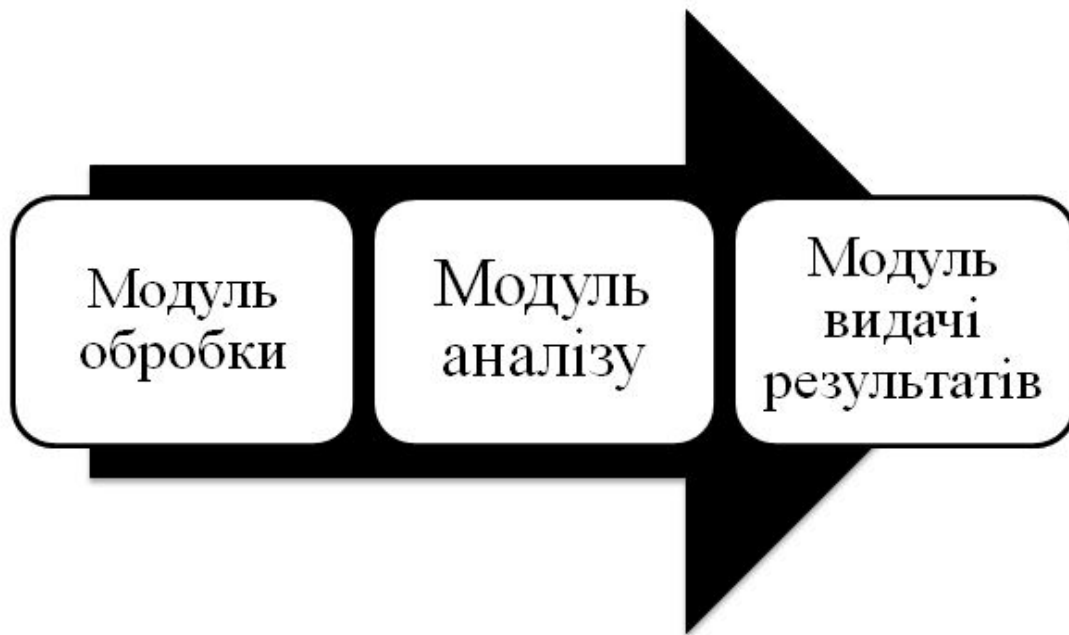 Модуль
обробки
Модуль
аналізу
Модуль
видачі
результатів